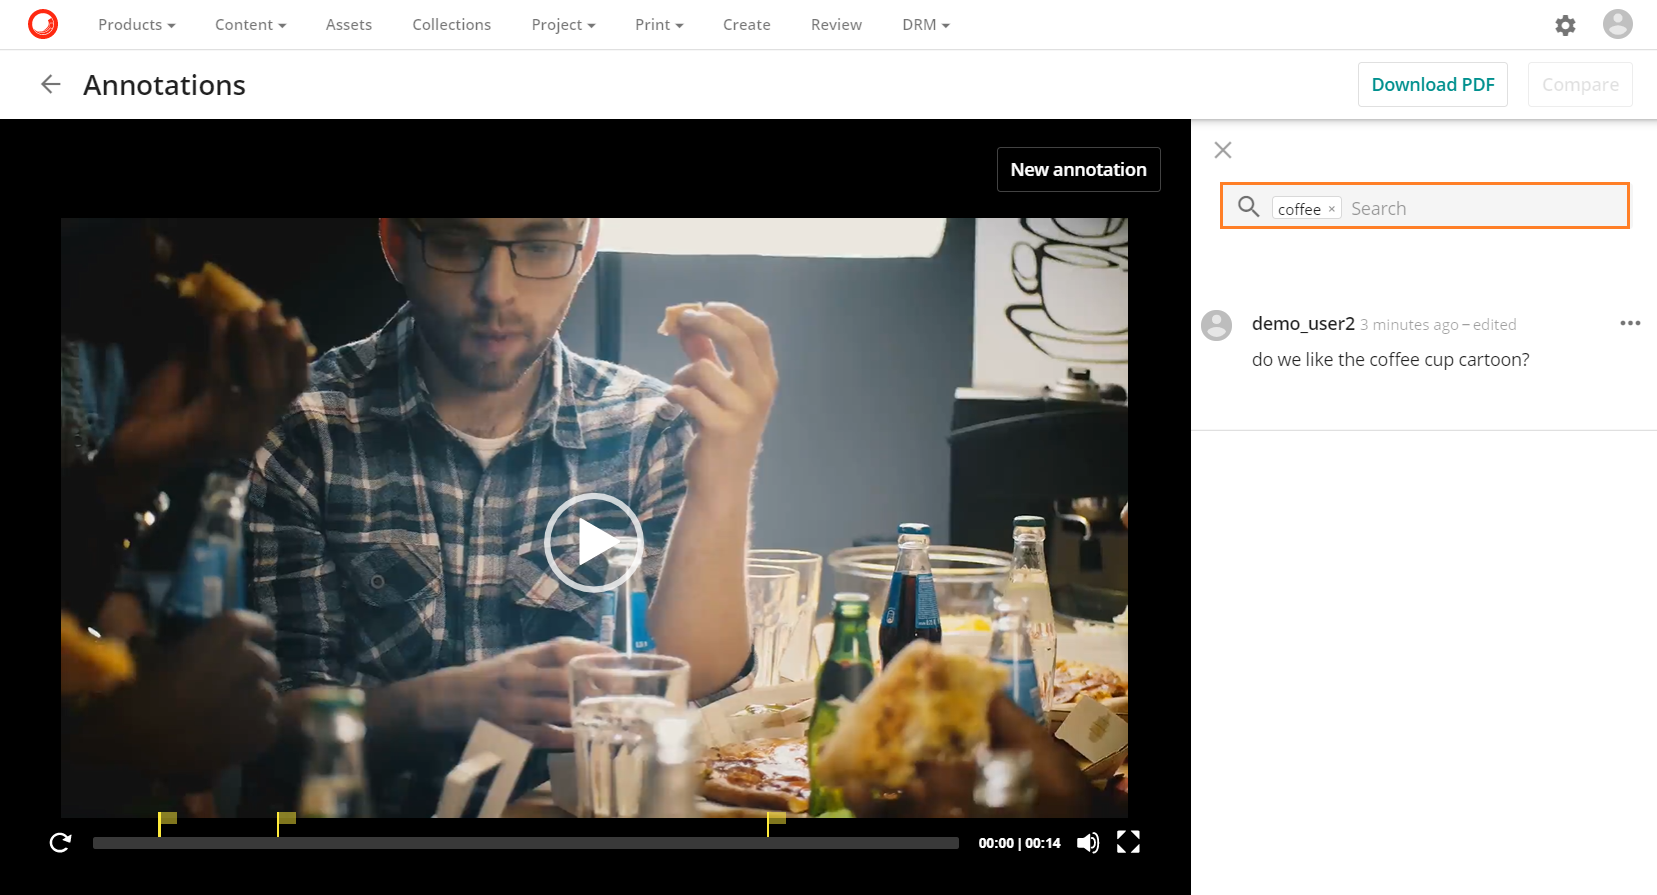 Products Content Assets Collections Project Print Create Review DRM
Annotations
Download PDF Compare
New annotation
coffee × Search
demo_user2 3 minutes ago – edited
do we like the coffee cup cartoon?
00:00 | 00:14